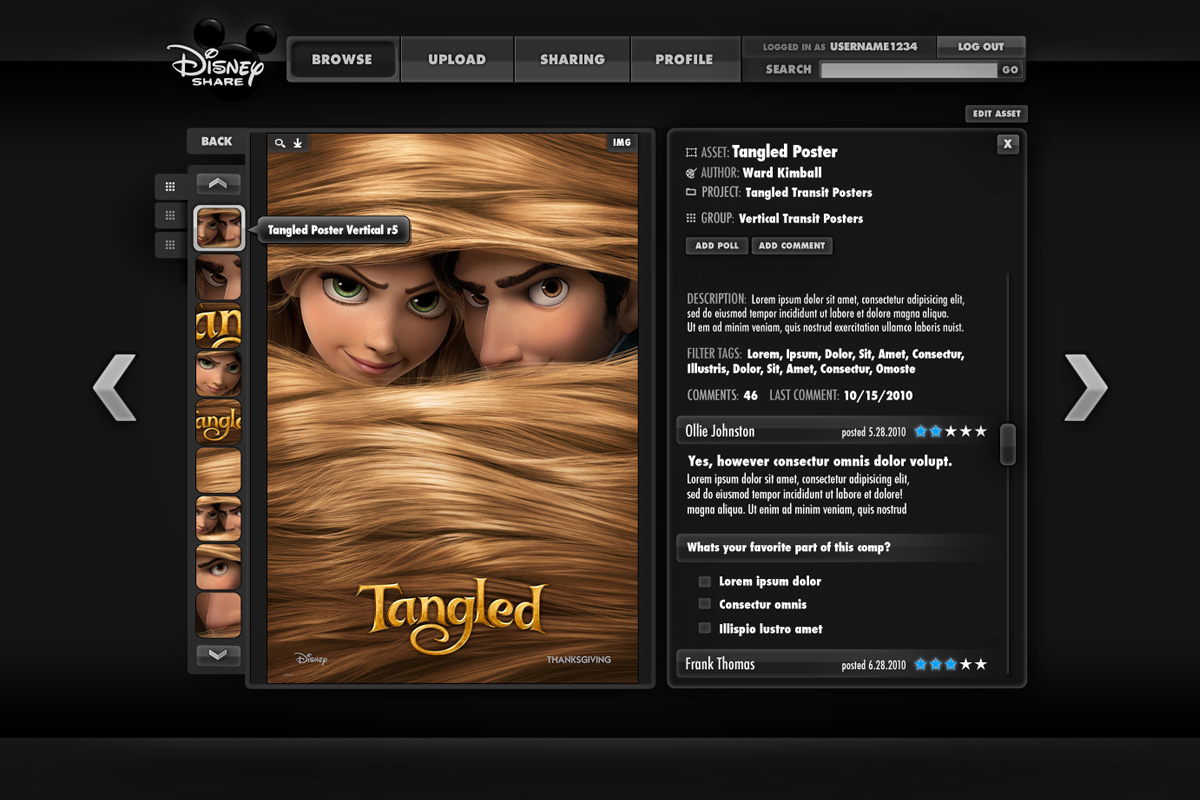 Disney
SHARE
BROWSE
UPLOAD
SHARING
PROFILE
LOGGED IN AS USERNAME1234
LOG OUT
SEARCH
GO
EDIT ASSET
BACK
IMG
Tangled Poster Vertical r5
Tangled
Disney
THANKSGIVING
X
ASSET: Tangled Poster
AUTHOR: Ward Kimball
PROJECT: Tangled Transit Posters
GROUP: Vertical Transit Posters
ADD POLL
ADD COMMENT
DESCRIPTION: Lorem ipsum dolor sit amet, consectetur adipisicing elit,
sed do eiusmod tempor incididunt ut labore et dolore magna aliqua.
Ut em ad minim veniam, quis nostrud exercitation ullamco laboris nuist.
FILTER TAGS: Lorem, Ipsum, Dolor, Sit, Amet, Consectur,
Illustris, Dolor, Sit, Amet, Consectur, Omoste
COMMENTS: 46 LAST COMMENT: 10/15/2010
Ollie Johnston posted 5.28.2010
Yes, however consectur omnis dolor volupt.
Lorem ipsum dolor sit amet, consectetur adipisicing elit,
sed do eiusmod tempor incididunt ut labore et dolore!
magna aliqua. Ut enim ad minim veniam, quis nostrud
Whats your favorite part of this comp?
Lorem ipsum dolor
Consectur omnis
Illispio lustro amet
Frank Thomas posted 6.28.2010